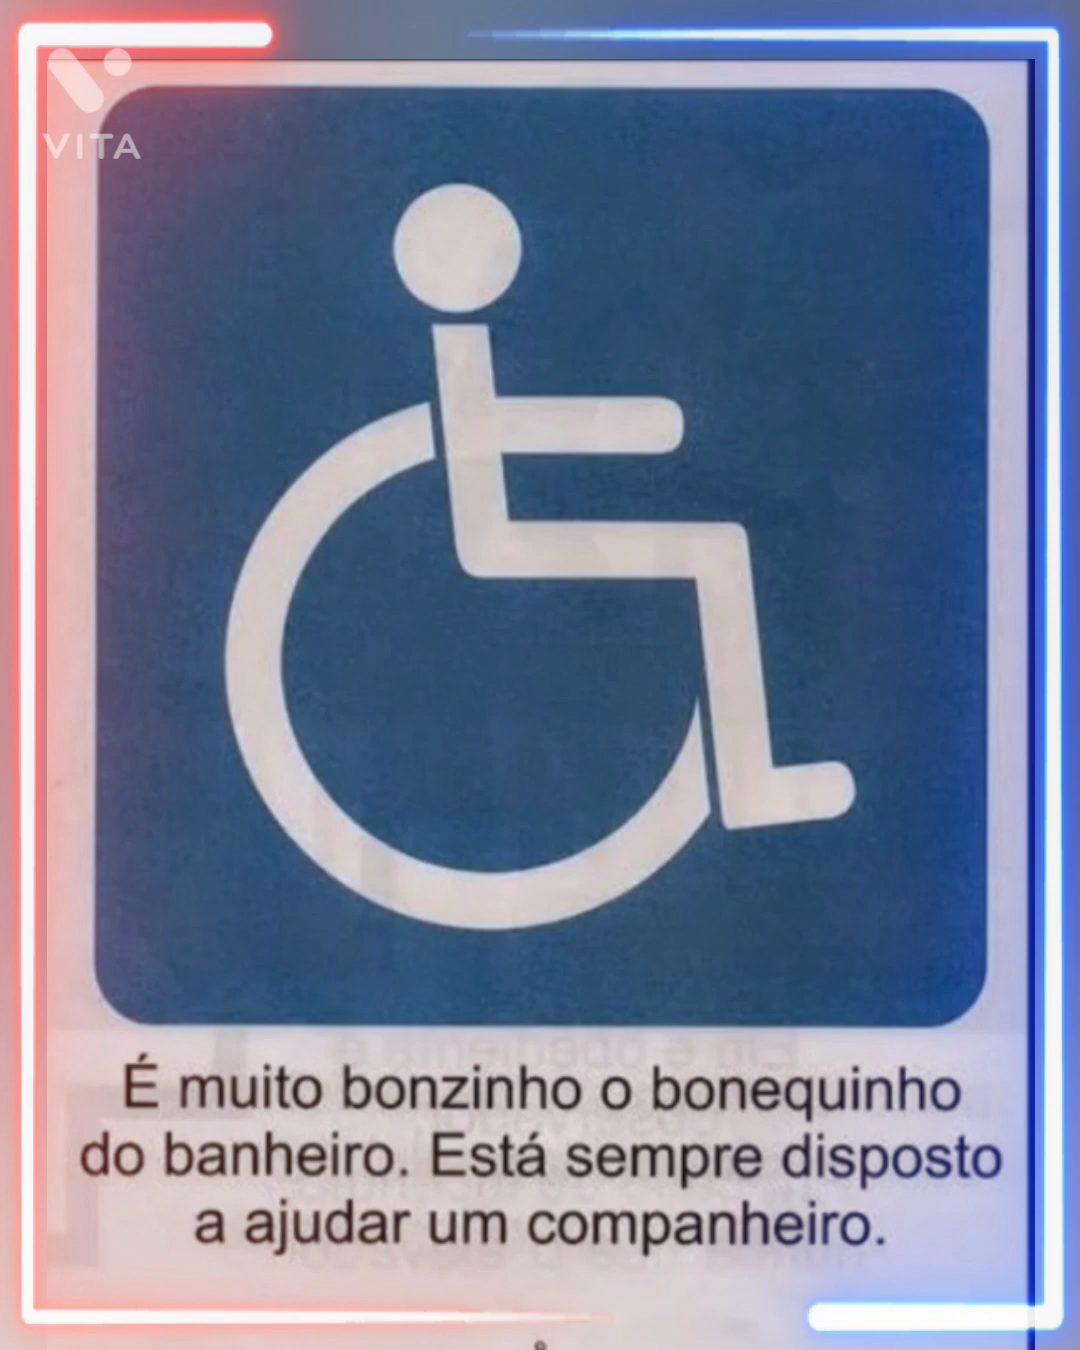 VITA
É muito bonzinho o bonequinho
do banheiro. Está sempre disposto
a ajudar um companheiro.